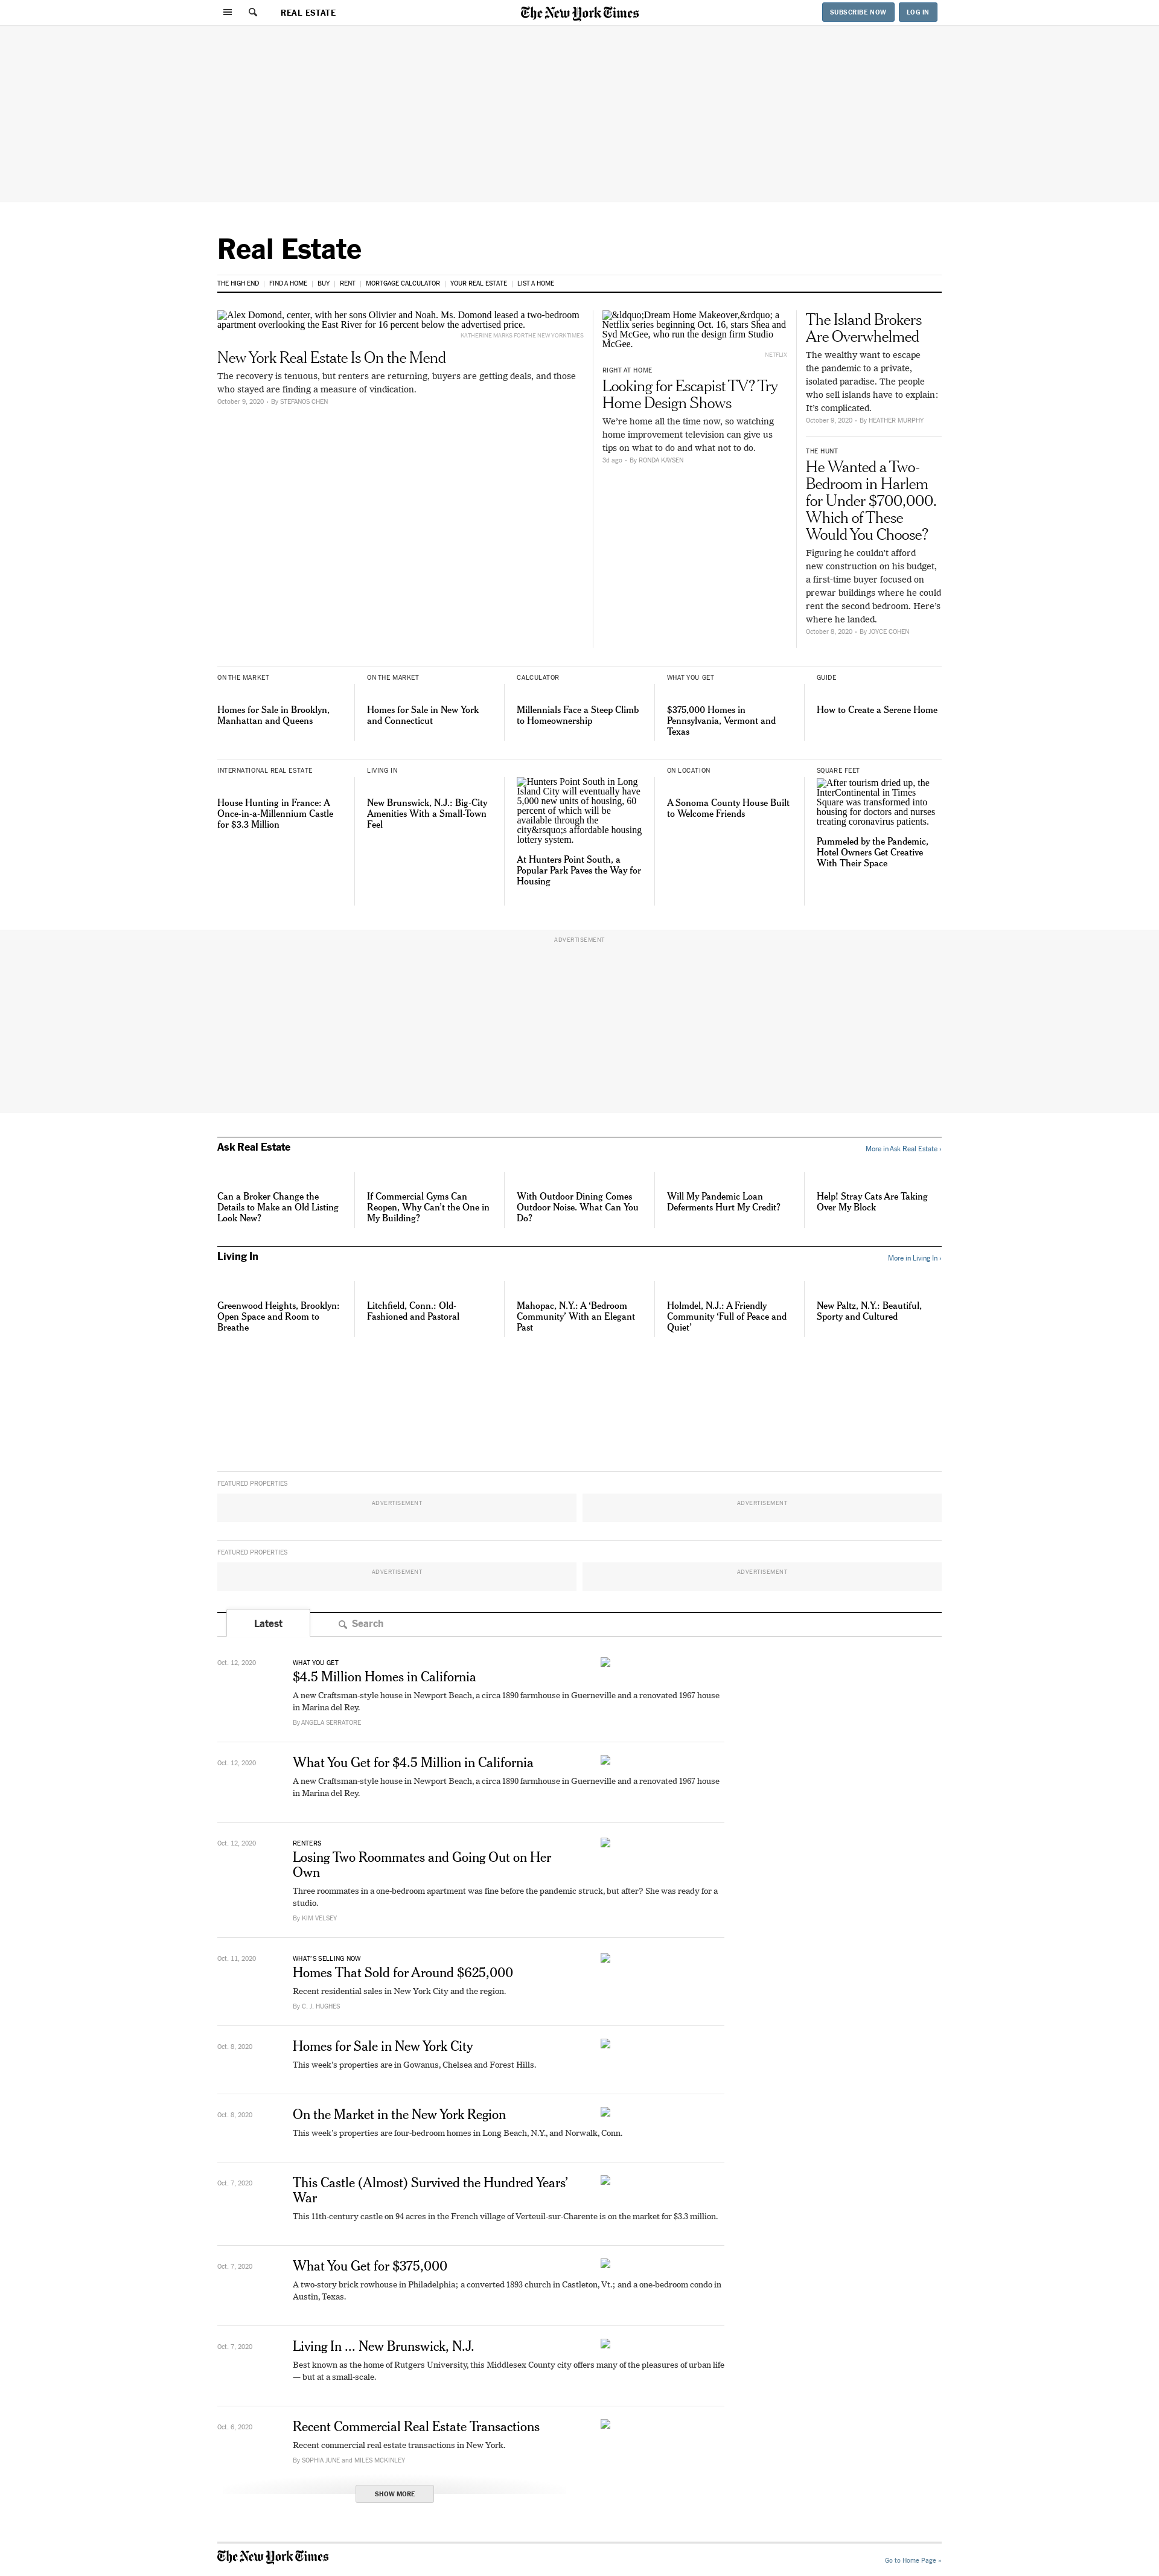 REAL ESTATE
The New York Times
SUBSCRIBE NOW
LOG IN
Real Estate
THE HIGH END
FIND A HOME
BUY
RENT
MORTGAGE CALCULATOR
YOUR REAL ESTATE
LIST A HOME
Alex Domond, center, with her sons Olivier and Noah. Ms. Domond leased a two-bedroom
apartment overlooking the East River for 16 percent below the advertised price.
KATHERINE MARKS FOR THE NEW YORK TIMES
New York Real Estate Is On the Mend
The recovery is tenuous, but renters are returning, buyers are getting deals, and those
who stayed are finding a measure of vindication.
October 9, 2020 - By STEFANOS CHEN
&ldquo;Dream Home Makeover,&rdquo; a
Netflix series beginning Oct. 16, stars Shea and
Syd McGee, who run the design firm Studio
McGee.
NETFLIX
RIGHT AT HOME
Looking for Escapist TV? Try
Home Design Shows
We’re home all the time now, so watching
home improvement television can give us
tips on what to do and what not to do.
3d ago - By RONDA KAYSEN
The Island Brokers
Are Overwhelmed
The wealthy want to escape
the pandemic to a private,
isolated paradise. The people
who sell islands have to explain:
It’s complicated.
October 9, 2020 - By HEATHER MURPHY
THE HUNT
He Wanted a Two-
Bedroom in Harlem
for Under $700,000.
Which of These
Would You Choose?
Figuring he couldn’t afford
new construction on his budget,
a first-time buyer focused on
prewar buildings where he could
rent the second bedroom. Here’s
where he landed.
October 8, 2020 - By JOYCE COHEN
ON THE MARKET
Homes for Sale in Brooklyn,
Manhattan and Queens
ON THE MARKET
Homes for Sale in New York
and Connecticut
CALCULATOR
Millennials Face a Steep Climb
to Homeownership
WHAT YOU GET
$375,000 Homes in
Pennsylvania, Vermont and
Texas
GUIDE
How to Create a Serene Home
INTERNATIONAL REAL ESTATE
House Hunting in France: A
Once-in-a-Millennium Castle
for $3.3 Million
LIVING IN
New Brunswick, N.J.: Big-City
Amenities With a Small-Town
Feel
Hunters Point South in Long
Island City will eventually have
5,000 new units of housing, 60
percent of which will be
available through the
city&rsquo;s affordable housing
lottery system.
At Hunters Point South, a
Popular Park Paves the Way for
Housing
ON LOCATION
A Sonoma County House Built
to Welcome Friends
SQUARE FEET
After tourism dried up, the
InterContinental in Times
Square was transformed into
housing for doctors and nurses
treating coronavirus patients.
Pummeled by the Pandemic,
Hotel Owners Get Creative
With Their Space
ADVERTISEMENT
Ask Real Estate
More in Ask Real Estate ›
Can a Broker Change the
Details to Make an Old Listing
Look New?
If Commercial Gyms Can
Reopen, Why Can’t the One in
My Building?
With Outdoor Dining Comes
Outdoor Noise. What Can You
Do?
Will My Pandemic Loan
Deferments Hurt My Credit?
Help! Stray Cats Are Taking
Over My Block
Living In
More in Living In ›
Greenwood Heights, Brooklyn:
Open Space and Room to
Breathe
Litchfield, Conn.: Old-
Fashioned and Pastoral
Mahopac, N.Y.: A ‘Bedroom
Community’ With an Elegant
Past
Holmdel, N.J.: A Friendly
Community ‘Full of Peace and
Quiet’
New Paltz, N.Y.: Beautiful,
Sporty and Cultured
FEATURED PROPERTIES
ADVERTISEMENT
ADVERTISEMENT
FEATURED PROPERTIES
ADVERTISEMENT
ADVERTISEMENT
Latest
Search
Oct. 12, 2020
WHAT YOU GET
$4.5 Million Homes in California
A new Craftsman-style house in Newport Beach, a circa 1890 farmhouse in Guerneville and a renovated 1967 house
in Marina del Rey.
By ANGELA SERRATORE
Oct. 12, 2020
What You Get for $4.5 Million in California
A new Craftsman-style house in Newport Beach, a circa 1890 farmhouse in Guerneville and a renovated 1967 house
in Marina del Rey.
Oct. 12, 2020
RENTERS
Losing Two Roommates and Going Out on Her
Own
Three roommates in a one-bedroom apartment was fine before the pandemic struck, but after? She was ready for a
studio.
By KIM VELSEY
Oct. 11, 2020
WHAT’S SELLING NOW
Homes That Sold for Around $625,000
Recent residential sales in New York City and the region.
By C. J. HUGHES
Oct. 8, 2020
Homes for Sale in New York City
This week’s properties are in Gowanus, Chelsea and Forest Hills.
Oct. 8, 2020
On the Market in the New York Region
This week’s properties are four-bedroom homes in Long Beach, N.Y., and Norwalk, Conn.
Oct. 7, 2020
This Castle (Almost) Survived the Hundred Years’
War
This 11th-century castle on 94 acres in the French village of Verteuil-sur-Charente is on the market for $3.3 million.
Oct. 7, 2020
What You Get for $375,000
A two-story brick rowhouse in Philadelphia; a converted 1893 church in Castleton, Vt.; and a one-bedroom condo in
Austin, Texas.
Oct. 7, 2020
Living In ... New Brunswick, N.J.
Best known as the home of Rutgers University, this Middlesex County city offers many of the pleasures of urban life
— but at a small-scale.
Oct. 6, 2020
Recent Commercial Real Estate Transactions
Recent commercial real estate transactions in New York.
By SOPHIA JUNE and MILES MCKINLEY
SHOW MORE
The New York Times
Go to Home Page »